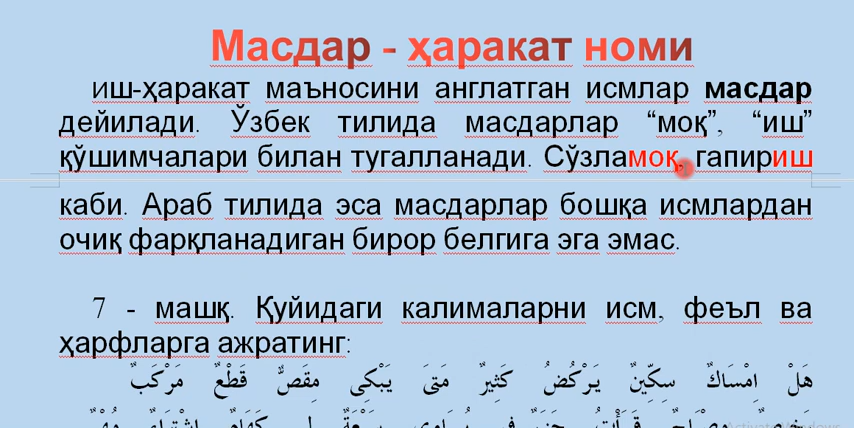 Масдар - ҳаракат номи
иш-ҳаракат маъносини англатган исмлар масдар
дейилади. Ўзбек тилида масдарлар “моқ”, “иш”
қўшимчалари билан тугалланади. Сўзламоқ, гапириш
каби. Араб тилида эса масдарлар бошқа исмлардан
очиқ фарқланадиган бирор белгига эга эмас.
7 - машқ. Қуйидаги калималарни исм, феъл ва
ҳарфларга ажратинг:
هَلْ اِمْسَاكٌ سِكِّينٌ يَرْكُضُ كَثِيرٌ مَتىَ يَبْكِى مِقَصٌّ قَطْعٌ مَرْكَبٌ